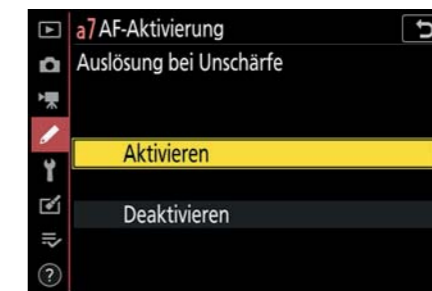 a7 AF-Aktivierung
Auslösung bei Unschärfe
Aktivieren
Deaktivieren
?